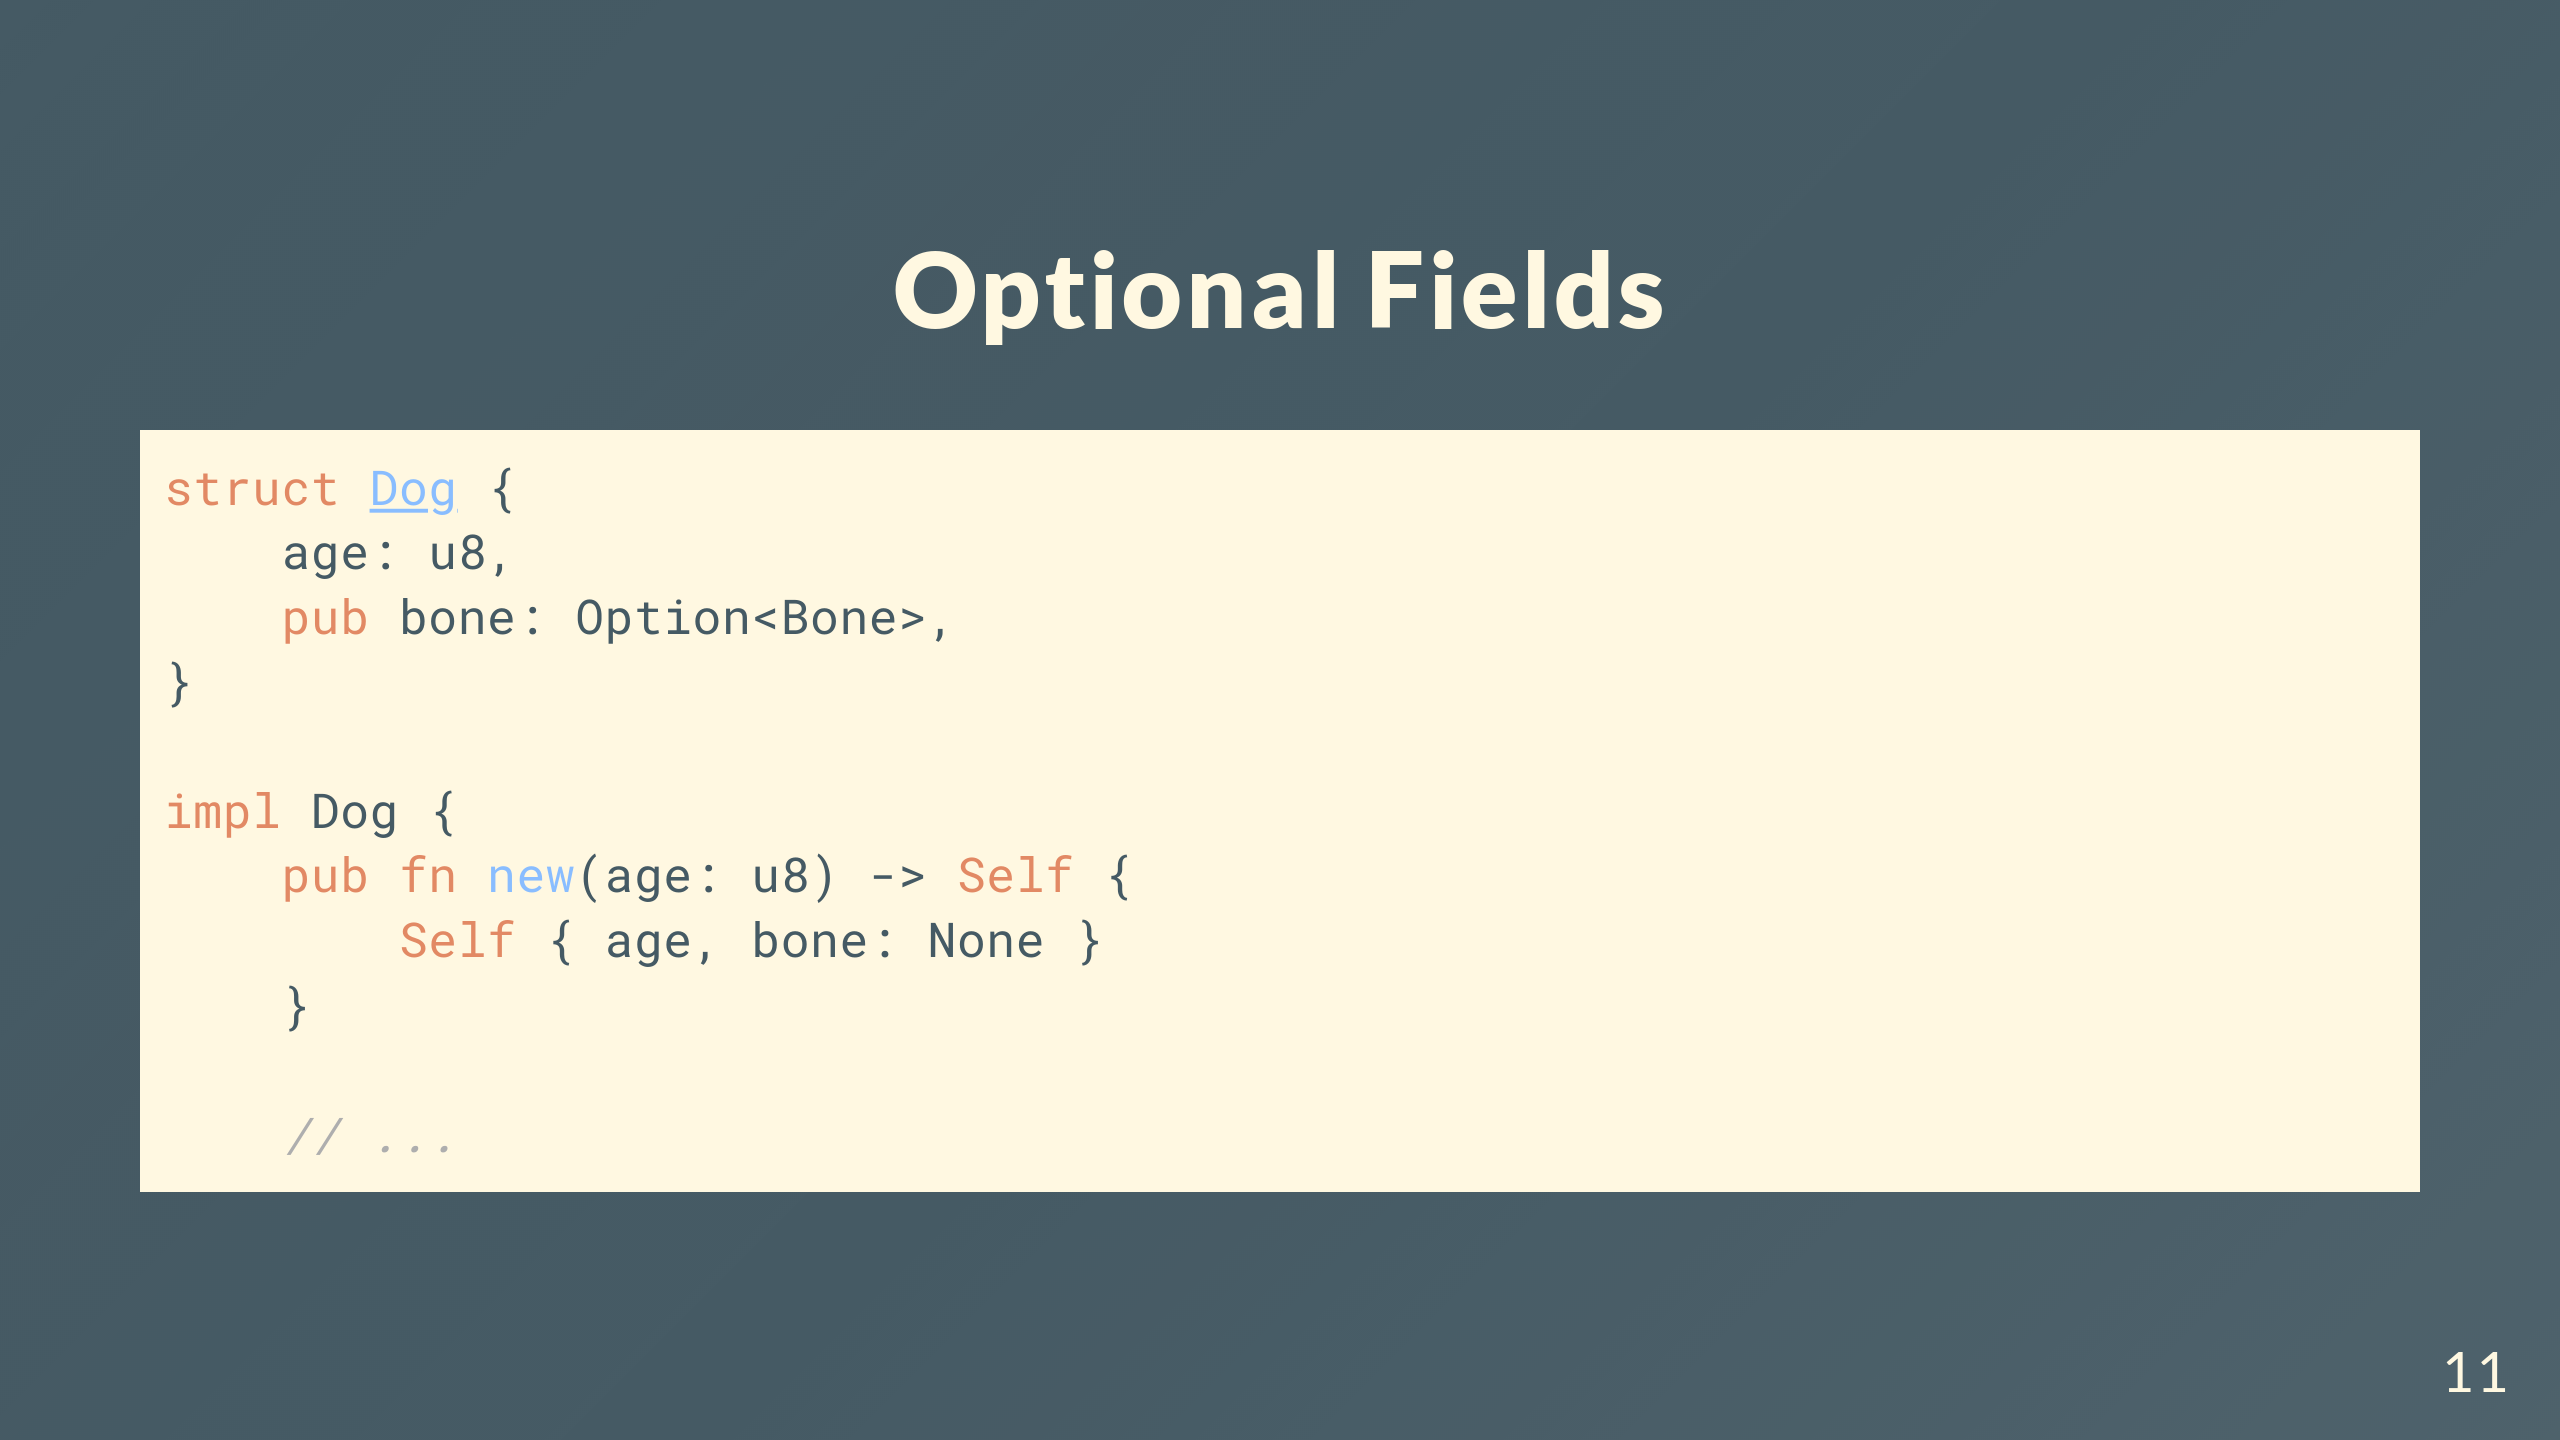 Optional Fields
struct Dog {
    age: u8,
    pub bone: Option<Bone>,
}

impl Dog {
    pub fn new(age: u8) -> Self {
        Self { age, bone: None }
    }

    // ...
11